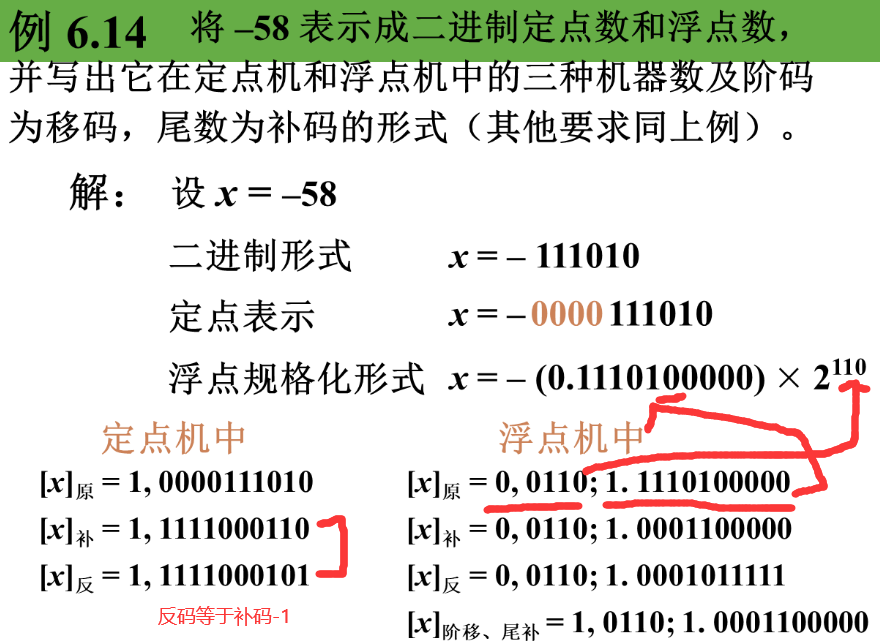 例 6.14 将 –58 表示成二进制定点数和浮点数，
并写出它在定点机和浮点机中的三种机器数及阶码
为移码，尾数为补码的形式（其他要求同上例）。
解： 设 x = –58
二进制形式 x = – 111010
定点表示 x = – 0000 111010
浮点规格化形式 x = – (0.1110100000) × 2^110
定点机中
[x]原 = 1, 0000111010
[x]补 = 1, 1111000110
[x]反 = 1, 1111000101
反码等于补码-1
浮点机中
[x]原 = 0, 0110; 1. 1110100000
[x]补 = 0, 0110; 1. 0001100000
[x]反 = 0, 0110; 1. 0001011111
[x]阶移、尾补 = 1, 0110; 1. 0001100000